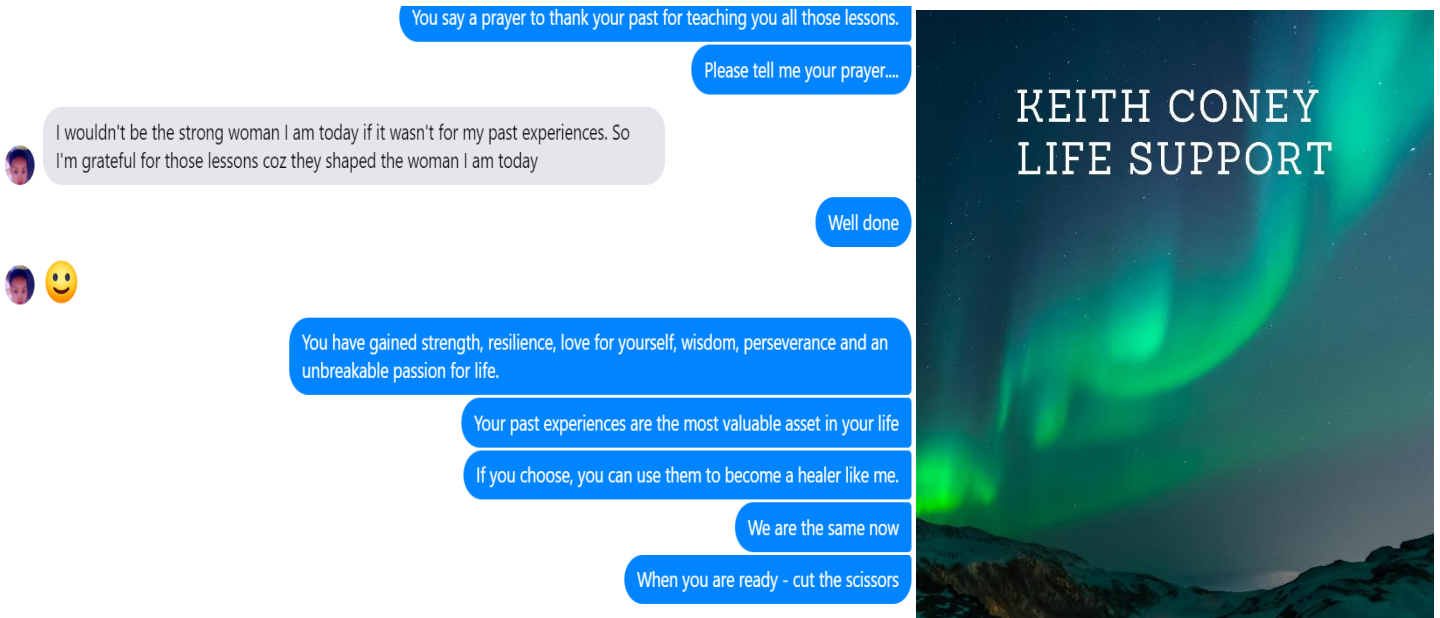 You say a prayer to thank your past for teaching you all those lessons.
Please tell me your prayer....
I wouldn't be the strong woman I am today if it wasn't for my past experiences. So
I'm grateful for those lessons coz they shaped the woman I am today
Well done
You have gained strength, resilience, love for yourself, wisdom, perseverance and an
unbreakable passion for life.
Your past experiences are the most valuable asset in your life
If you choose, you can use them to become a healer like me.
We are the same now
When you are ready - cut the scissors
KEITH CONEY
LIFE SUPPORT